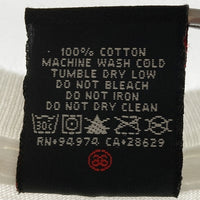 100% COTTON
MACHINE WASH COLD
TUMBLE DRY LOW
DO NOT BLEACH
DO NOT IRON
DO NOT DRY CLEAN
RN*94974 CA*28629